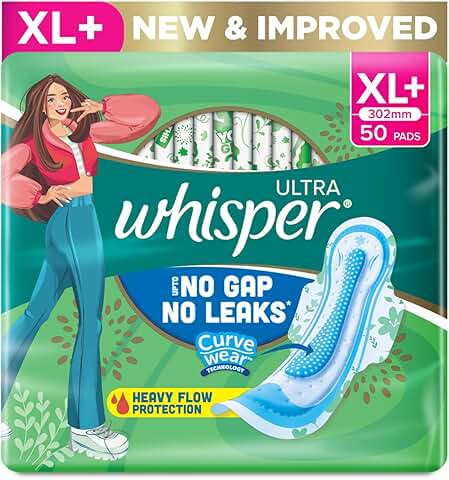 XL+ NEW & IMPROVED
XL+
302mm
50 PADS
ULTRA
whisper®
UPTO NO GAP
NO LEAKS*
Curve
wear™
TECHNOLOGY
HEAVY FLOW
PROTECTION